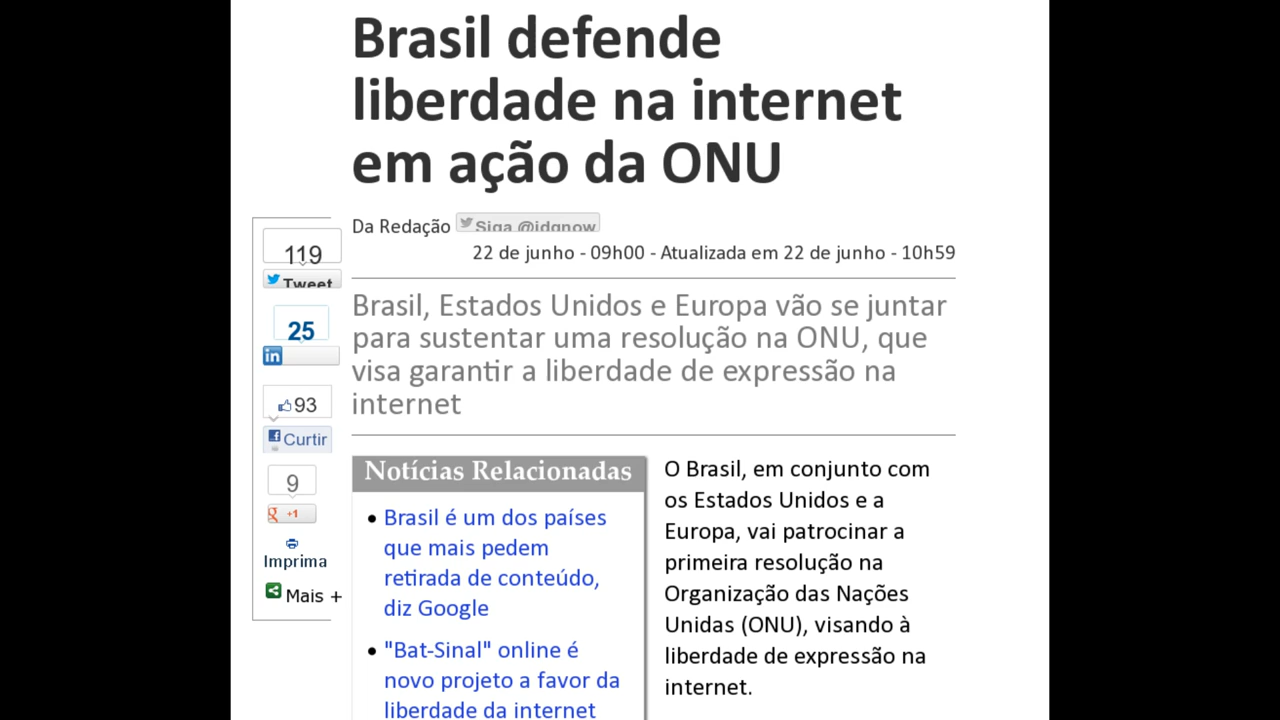 Brasil defende
liberdade na internet
em ação da ONU
Da Redação
Siga @idgnow
22 de junho - 09h00 - Atualizada em 22 de junho - 10h59
119
Tweet
25
in
93
Curtir
9
g +1
Imprima
Mais +
Brasil, Estados Unidos e Europa vão se juntar
para sustentar uma resolução na ONU, que
visa garantir a liberdade de expressão na
internet
Notícias Relacionadas
• Brasil é um dos países
que mais pedem
retirada de conteúdo,
diz Google
• "Bat-Sinal" online é
novo projeto a favor da
liberdade da internet
O Brasil, em conjunto com
os Estados Unidos e a
Europa, vai patrocinar a
primeira resolução na
Organização das Nações
Unidas (ONU), visando à
liberdade de expressão na
internet.